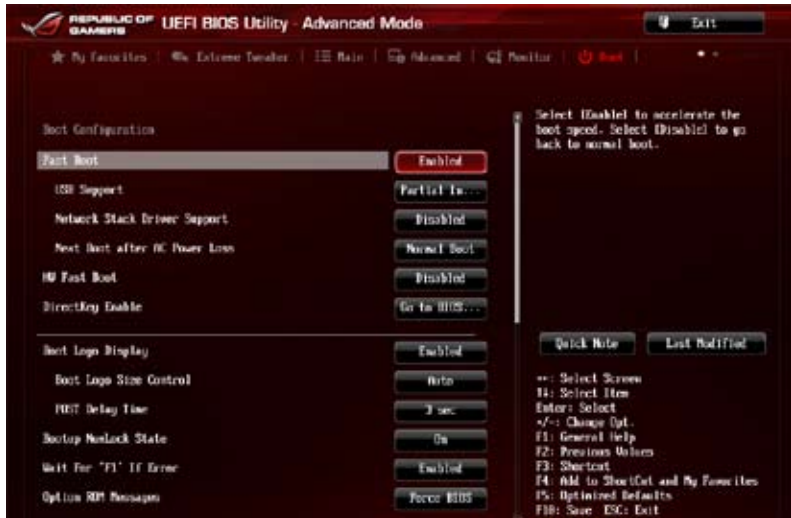 REPUBLIC OF GAMERS UEFI BIOS Utility - Advanced Mode
Exit
My Favorites | Extreme Tweaker | Main | Advanced | Monitor | Boot |
Boot Configuration
Fast Boot Enabled
USB Support Partial In...
Network Stack Driver Support Disabled
Next Boot after AC Power Loss Normal Boot
HW Fast Boot Disabled
DirectKey Enable Go to BIOS...
Boot Logo Display Enabled
Boot Logo Size Control Auto
POST Delay Time 3 sec
Bootup NumLock State On
Wait For 'F1' If Error Enabled
Option ROM Messages Force BIOS
Select [Enable] to accelerate the
boot speed. Select [Disable] to go
back to normal boot.
Quick Note Last Modified
↔: Select Screen
↑↓: Select Item
Enter: Select
+/-: Change Opt.
F1: General Help
F2: Previous Values
F3: Shortcut
F4: Add to ShortCut and My Favorites
F5: Optimized Defaults
F10: Save ESC: Exit